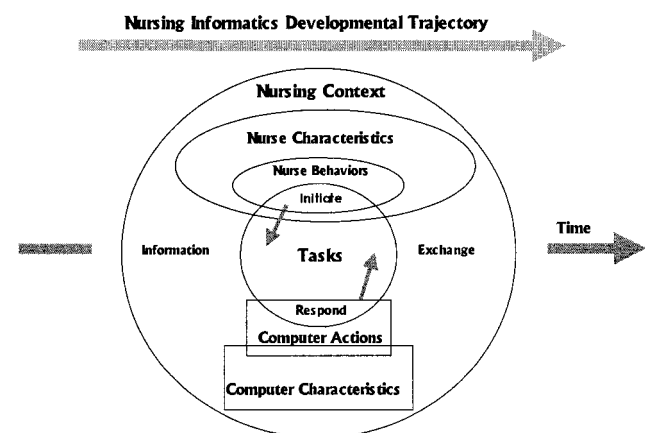 Nursing Informatics Developmental Trajectory
Nursing Context
Nurse Characteristics
Nurse Behaviors
Initiate
Time
Information
Tasks
Exchange
Respond
Computer Actions
Computer Characteristics